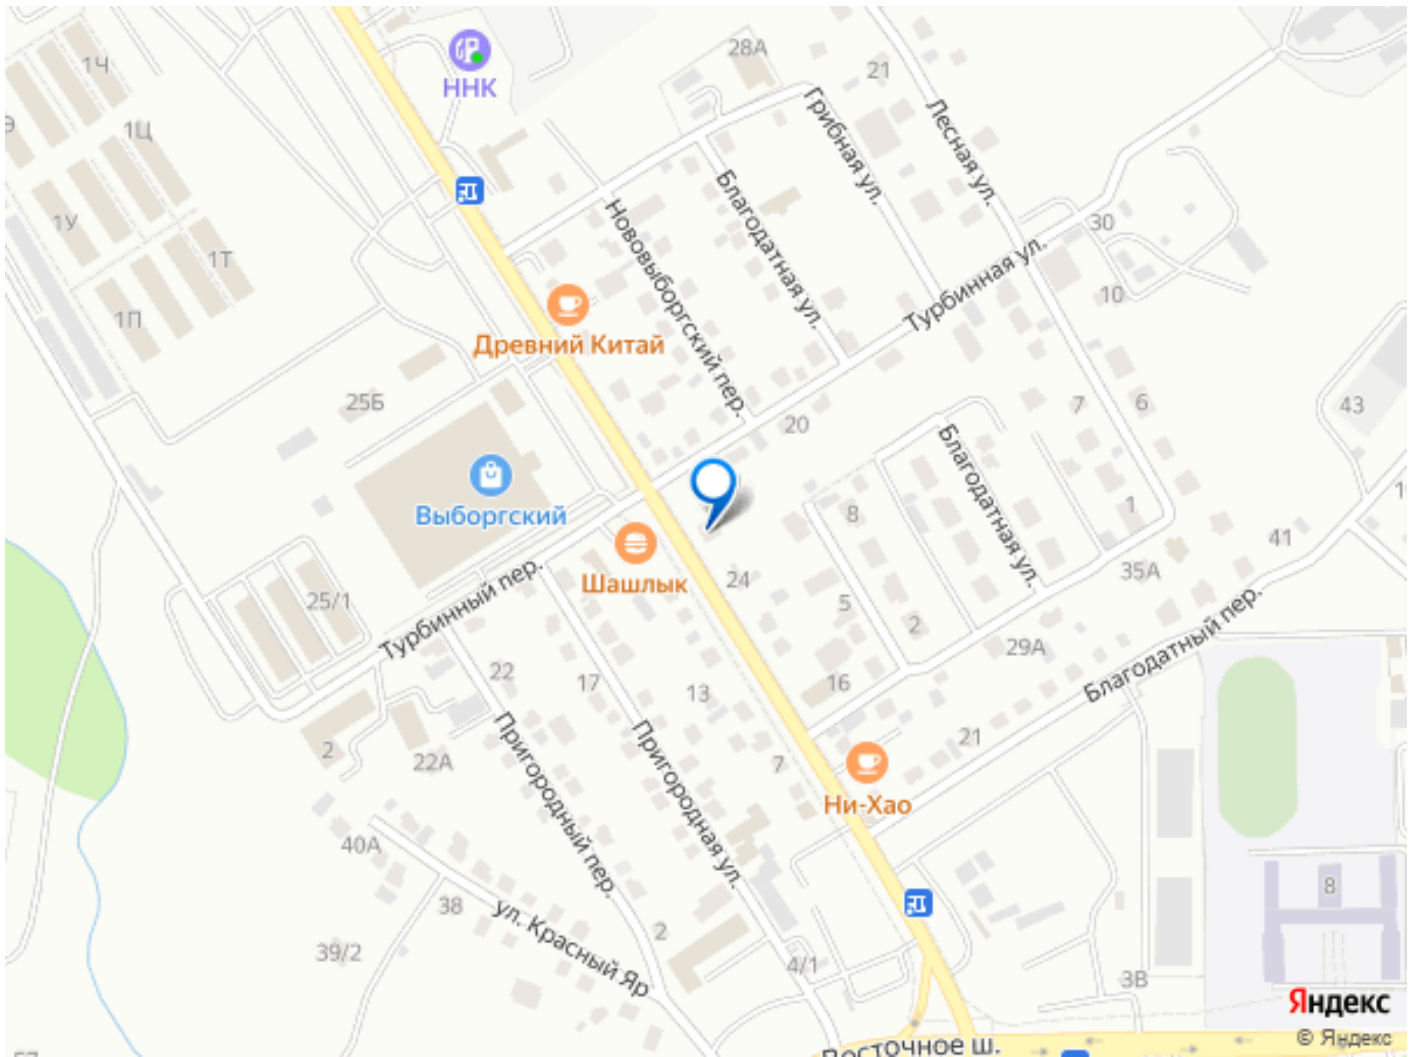 1Ч
28А
21
ННК
Грибная ул.
Лесная ул.
1Ц
Э
Благодатная ул.
1У
Нововыборгский пер.
30
1Т
Турбинная ул.
10
1П
Древний Китай
25Б
7
6
43
20
Выборгский
Благодатная ул.
8
1
41
Шашлык
24
35А
25/1
Турбинный пер.
5
2
29А
Благодатный пер.
22
17
13
16
2
22А
Пригородный пер.
Пригородная ул.
7
21
Ни-Хао
40А
38
ул. Красный Яр
2
8
39/2
4/1
3В
Яндекс
© Яндекс
Восточное ш.